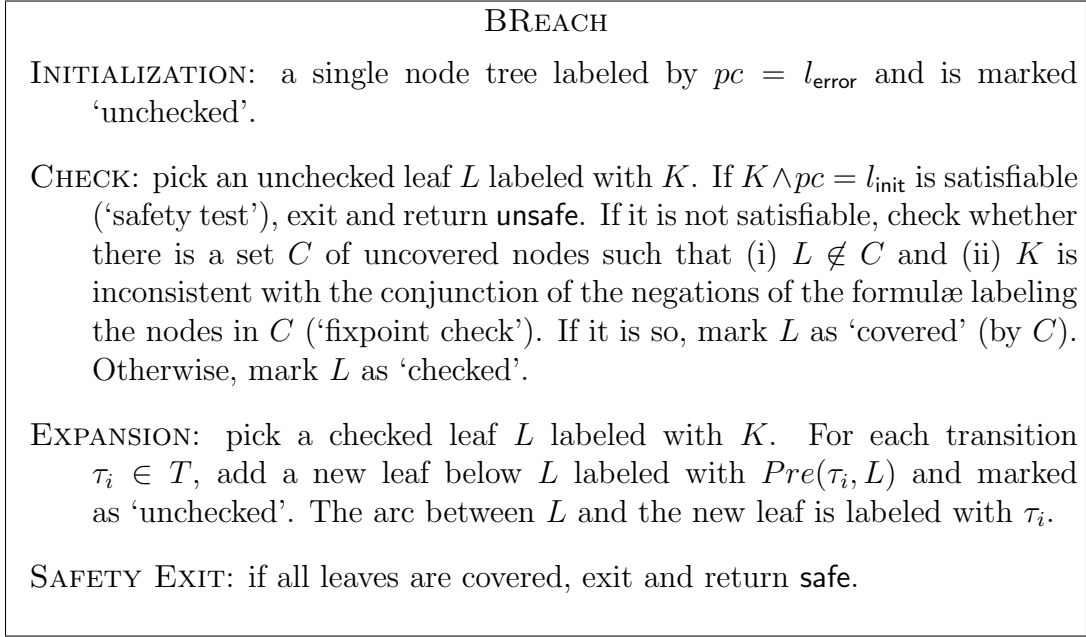 BREACH
INITIALIZATION: a single node tree labeled by pc = l_error and is marked
‘unchecked’.
CHECK: pick an unchecked leaf L labeled with K. If K ∧ pc = l_init is satisfiable
(‘safety test’), exit and return unsafe. If it is not satisfiable, check whether
there is a set C of uncovered nodes such that (i) L ∉ C and (ii) K is
inconsistent with the conjunction of the negations of the formulæ labeling
the nodes in C (‘fixpoint check’). If it is so, mark L as ‘covered’ (by C).
Otherwise, mark L as ‘checked’.
EXPANSION: pick a checked leaf L labeled with K. For each transition
τ_i ∈ T, add a new leaf below L labeled with Pre(τ_i, L) and marked
as ‘unchecked’. The arc between L and the new leaf is labeled with τ_i.
SAFETY EXIT: if all leaves are covered, exit and return safe.